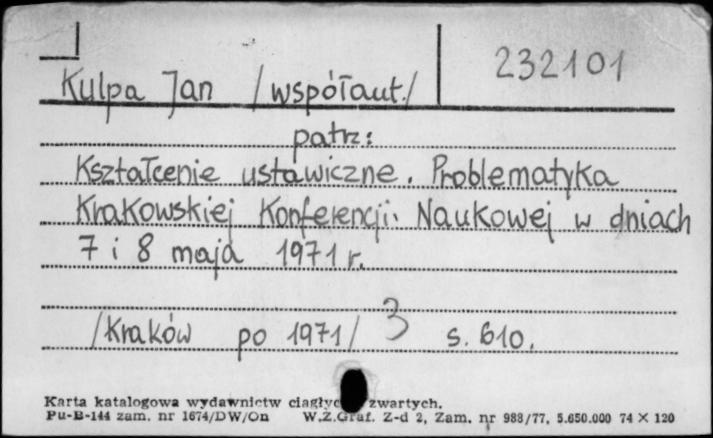 232101
Kulpa Jan /współaut./
patrz:
Kształcenie ustawiczne. Problematyka
Krakowskiej Konferencji Naukowej w dniach
7 i 8 maja 1971 r.
/Kraków po 1971/ 3 s. 610.
Karta katalogowa wydawnictw ciągłyc zwartych.
Pu-B-144 zam. nr 1674/DW/On W.Z.Graf. Z-d 2, Zam. nr 988/77. 5.650.000 74 X 120